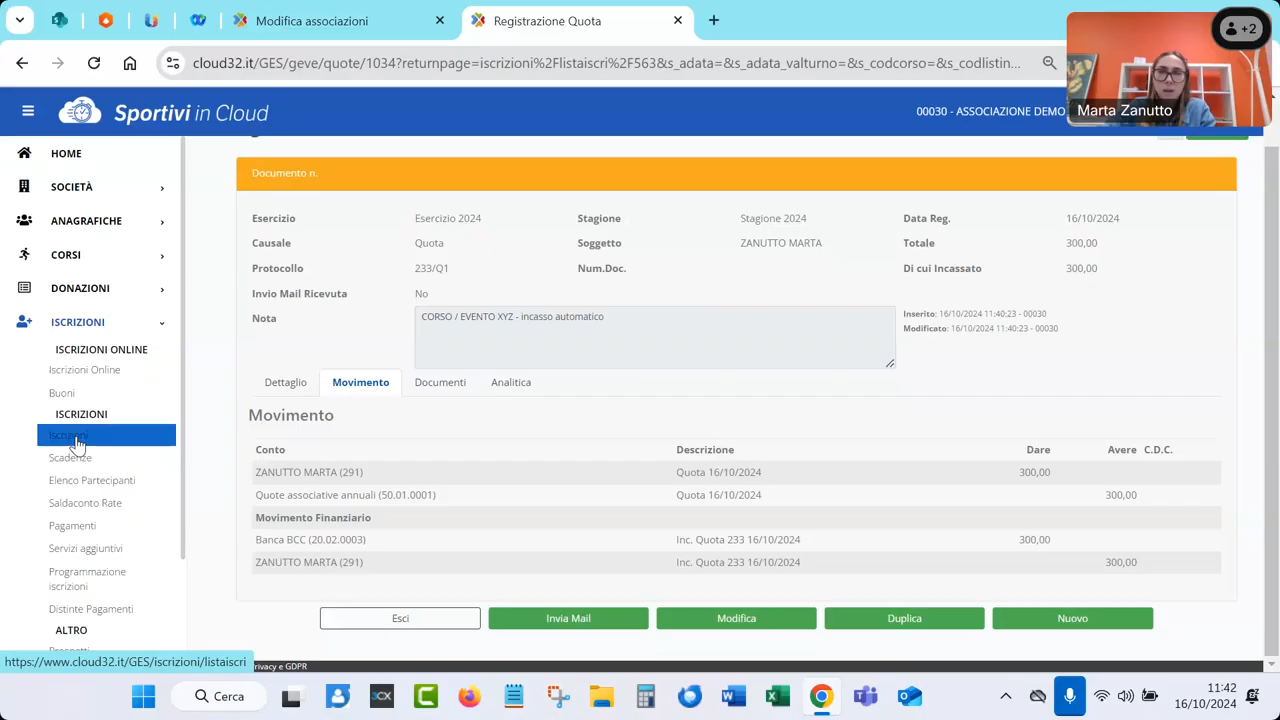 Modifica associazioni
Registrazione Quota
cloud32.it/GES/geve/quote/1034?returnpage=iscrizioni%2Flistaiscri%2F563&s_adata=&s_adata_valturno=&s_codcorso=&s_codlistin...
+2
Marta Zanutto
Sportivi in Cloud
00030 - ASSOCIAZIONE DEMO
HOME
SOCIETÀ
ANAGRAFICHE
CORSI
DONAZIONI
ISCRIZIONI
ISCRIZIONI ONLINE
Iscrizioni Online
Buoni
ISCRIZIONI
Iscrizioni
Scadenze
Elenco Partecipanti
Saldaconto Rate
Pagamenti
Servizi aggiuntivi
Programmazione
iscrizioni
Distinte Pagamenti
ALTRO
Documento n.
Esercizio Esercizio 2024 Stagione Stagione 2024 Data Reg. 16/10/2024
Causale Quota Soggetto ZANUTTO MARTA Totale 300,00
Protocollo 233/Q1 Num.Doc. Di cui Incassato 300,00
Invio Mail Ricevuta No
Nota CORSO / EVENTO XYZ - incasso automatico
Inserito: 16/10/2024 11:40:23 - 00030
Modificato: 16/10/2024 11:40:23 - 00030
Dettaglio Movimento Documenti Analitica
Movimento
Conto Descrizione Dare Avere C.D.C.
ZANUTTO MARTA (291) Quota 16/10/2024 300,00
Quote associative annuali (50.01.0001) Quota 16/10/2024 300,00
Movimento Finanziario
Banca BCC (20.02.0003) Inc. Quota 233 16/10/2024 300,00
ZANUTTO MARTA (291) Inc. Quota 233 16/10/2024 300,00
Esci Invia Mail Modifica Duplica Nuovo
https://www.cloud32.it/GES/iscrizioni/listaiscri
rivacy e GDPR
Cerca
3CX
11:42
16/10/2024